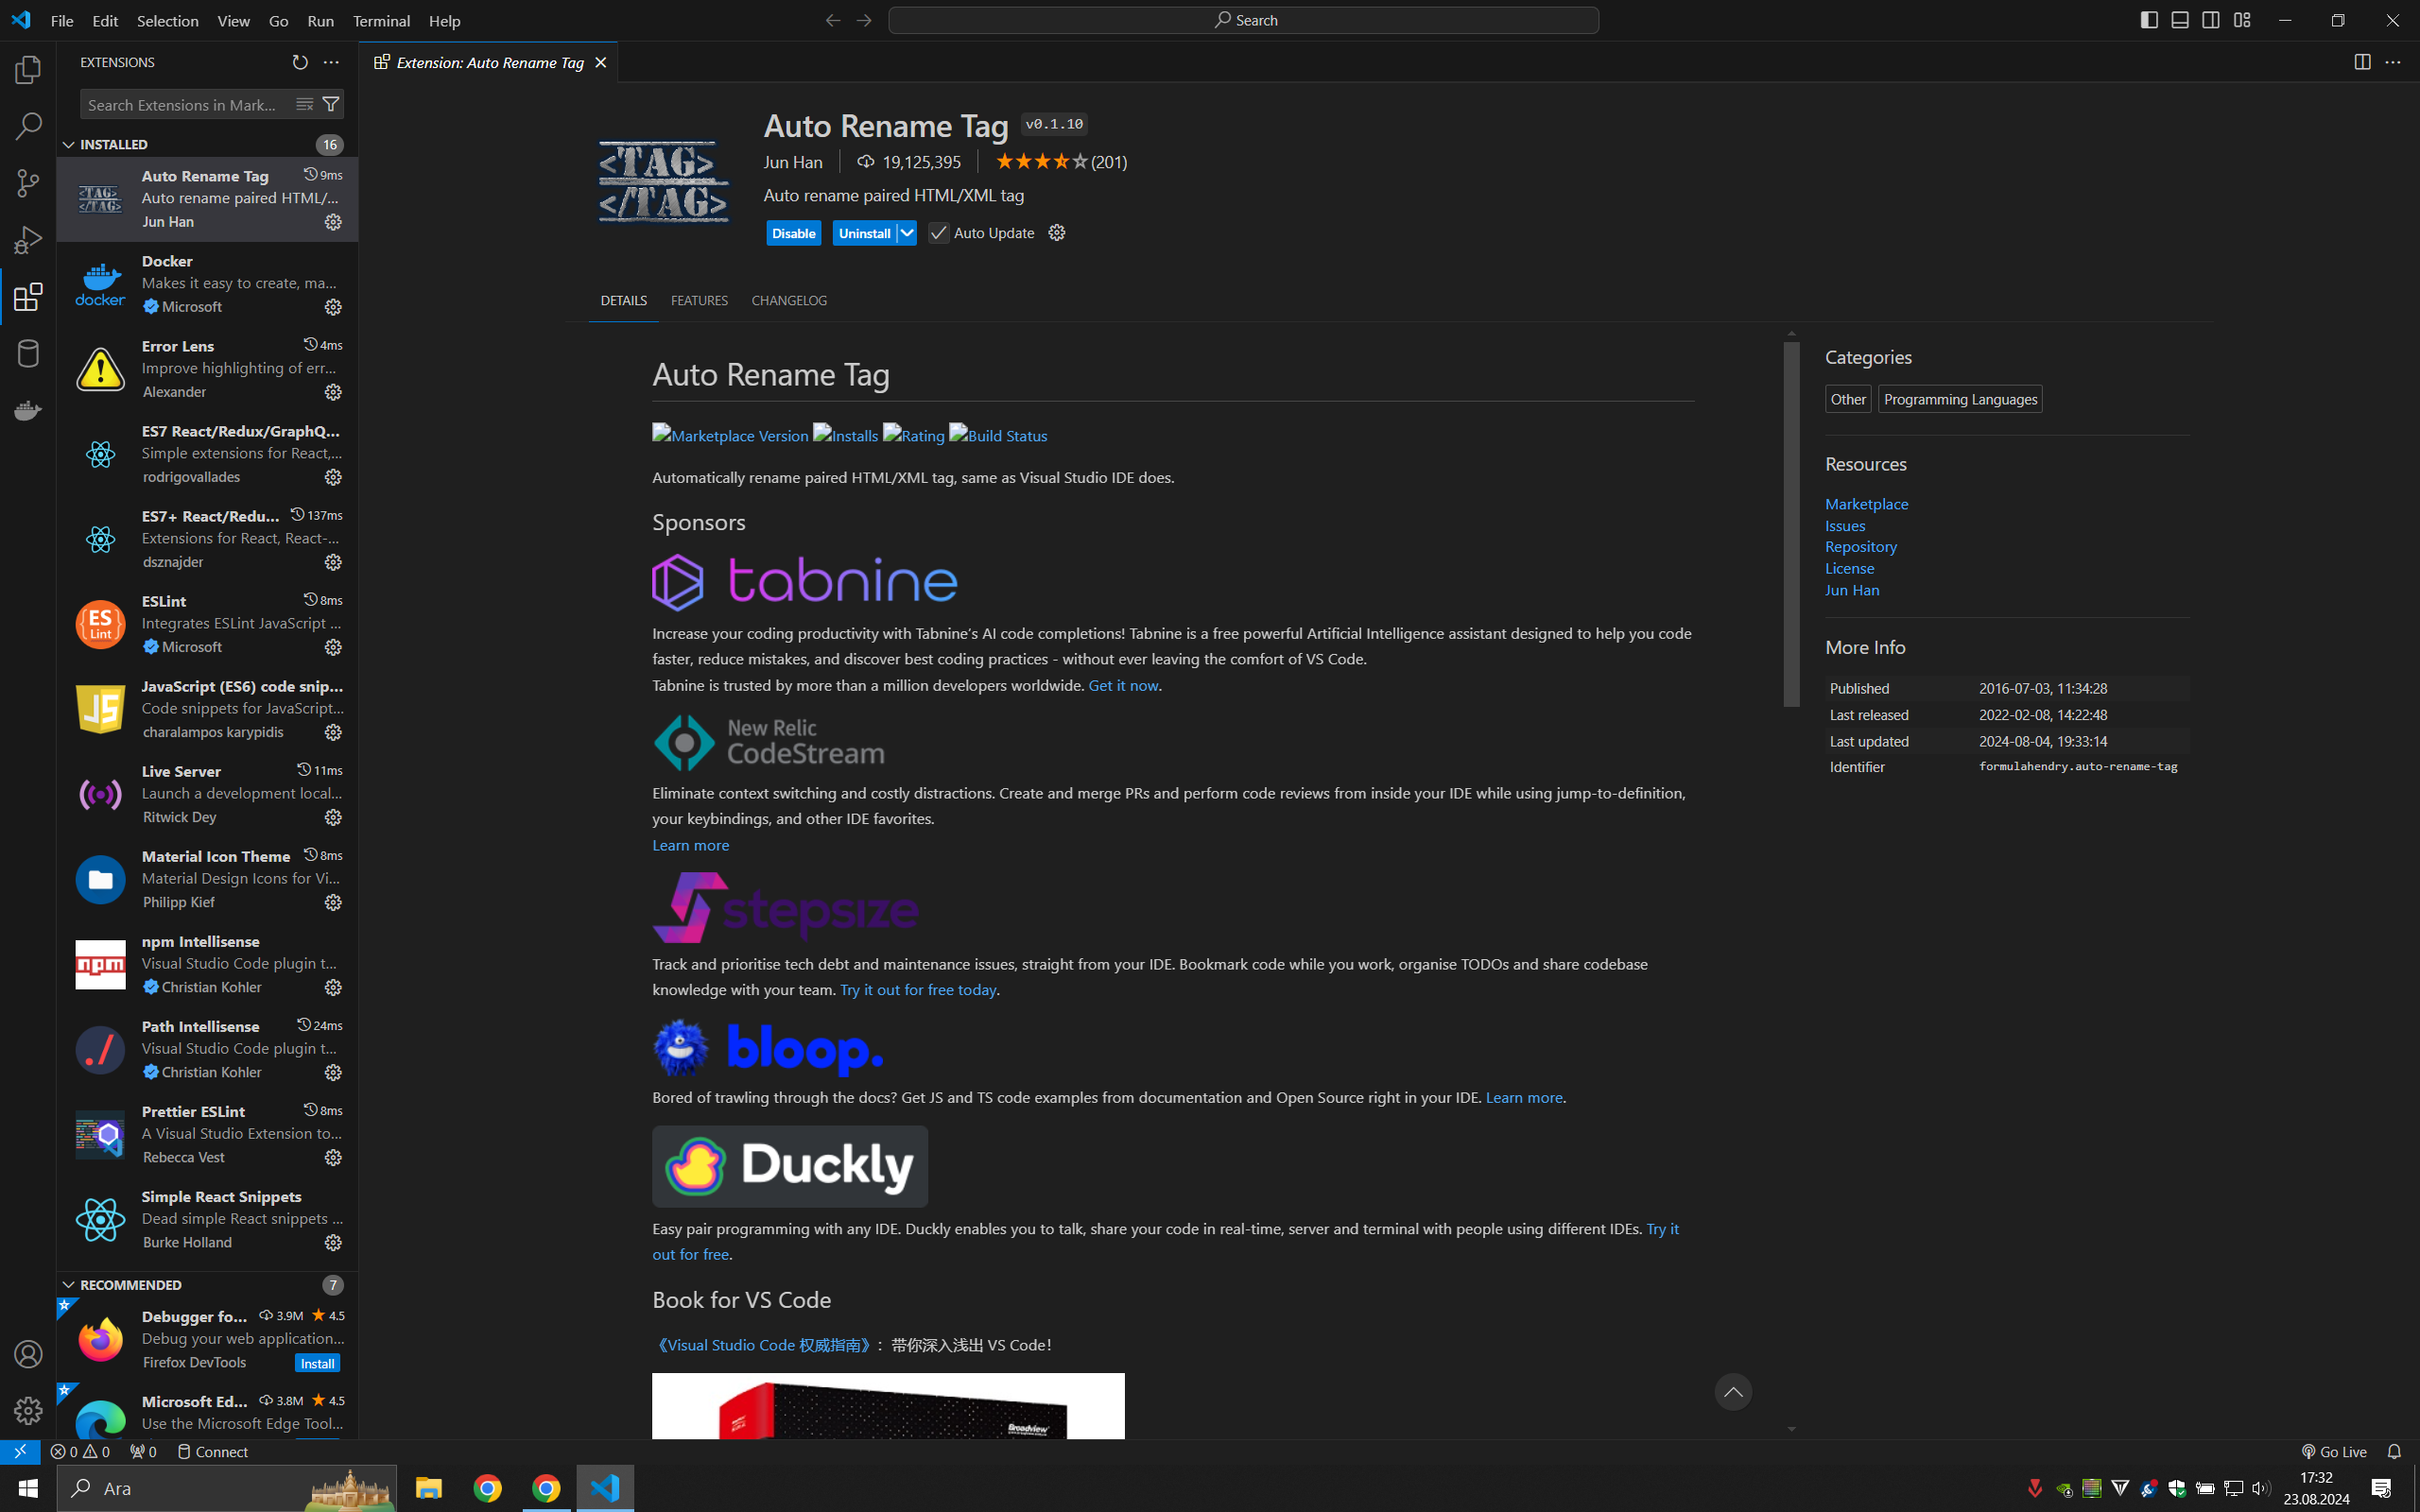 File Edit Selection View Go Run Terminal Help
Search
EXTENSIONS
Extension: Auto Rename Tag
Search Extensions in Mark...
INSTALLED 16
Auto Rename Tag 9ms
Auto rename paired HTML/...
Jun Han
Docker
Makes it easy to create, ma...
Microsoft
docker
Error Lens 4ms
Improve highlighting of err...
Alexander
ES7 React/Redux/GraphQ...
Simple extensions for React,...
rodrigovallades
ES7+ React/Redu... 137ms
Extensions for React, React-...
dsznajder
ESLint 8ms
Integrates ESLint JavaScript ...
Microsoft
ES
Lint
JavaScript (ES6) code snip...
Code snippets for JavaScript...
charalampos karypidis
JS
Live Server 11ms
Launch a development local...
Ritwick Dey
Material Icon Theme 8ms
Material Design Icons for Vi...
Philipp Kief
npm Intellisense
Visual Studio Code plugin t...
Christian Kohler
npm
Path Intellisense 24ms
Visual Studio Code plugin t...
Christian Kohler
./
Prettier ESLint 8ms
A Visual Studio Extension to...
Rebecca Vest
Simple React Snippets
Dead simple React snippets ...
Burke Holland
RECOMMENDED 7
Debugger fo... 3.9M 4.5
Debug your web application...
Firefox DevTools Install
Microsoft Ed... 3.8M 4.5
Use the Microsoft Edge Tool...
<TAG>
</TAG>
Auto Rename Tag v0.1.10
Jun Han 19,125,395 (201)
Auto rename paired HTML/XML tag
Disable Uninstall Auto Update
DETAILS FEATURES CHANGELOG
Auto Rename Tag
Marketplace Version Installs Rating Build Status
Automatically rename paired HTML/XML tag, same as Visual Studio IDE does.
Sponsors
tabnine
Increase your coding productivity with Tabnine's AI code completions! Tabnine is a free powerful Artificial Intelligence assistant designed to help you code
faster, reduce mistakes, and discover best coding practices - without ever leaving the comfort of VS Code.
Tabnine is trusted by more than a million developers worldwide. Get it now.
New Relic
CodeStream
Eliminate context switching and costly distractions. Create and merge PRs and perform code reviews from inside your IDE while using jump-to-definition,
your keybindings, and other IDE favorites.
Learn more
stepsize
Track and prioritise tech debt and maintenance issues, straight from your IDE. Bookmark code while you work, organise TODOs and share codebase
knowledge with your team. Try it out for free today.
bloop.
Bored of trawling through the docs? Get JS and TS code examples from documentation and Open Source right in your IDE. Learn more.
Duckly
Easy pair programming with any IDE. Duckly enables you to talk, share your code in real-time, server and terminal with people using different IDEs. Try it
out for free.
Book for VS Code
《Visual Studio Code 权威指南》：带你深入浅出 VS Code！
Broadview
Categories
Other Programming Languages
Resources
Marketplace
Issues
Repository
License
Jun Han
More Info
Published 2016-07-03, 11:34:28
Last released 2022-02-08, 14:22:48
Last updated 2024-08-04, 19:33:14
Identifier formulahendry.auto-rename-tag
0 0 0 Connect Go Live
Ara
17:32
23.08.2024